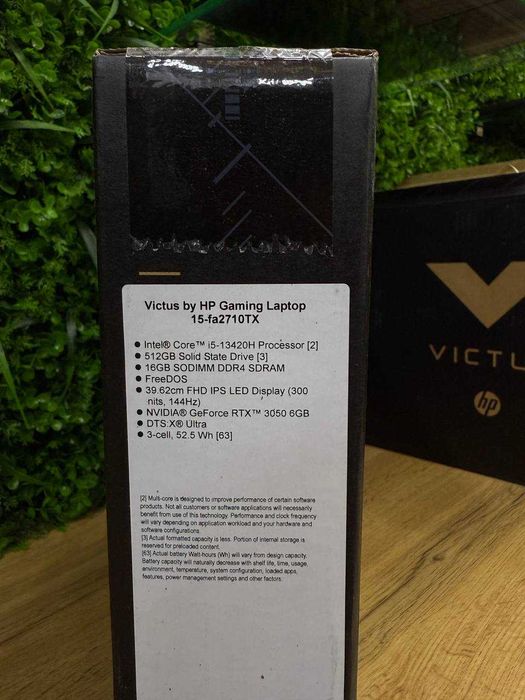 Victus by HP Gaming Laptop
15-fa2710TX
● Intel® Core™ i5-13420H Processor [2]
● 512GB Solid State Drive [3]
● 16GB SODIMM DDR4 SDRAM
● FreeDOS
● 39.62cm FHD IPS LED Display (300
nits, 144Hz)
● NVIDIA® GeForce RTX™ 3050 6GB
● DTS:X® Ultra
● 3-cell, 52.5 Wh [63]
[2] Multi-core is designed to improve performance of certain software
products. Not all customers or software applications will necessarily
benefit from use of this technology. Performance and clock frequency
will vary depending on application workload and your hardware and
software configurations.
[3] Actual formatted capacity is less. Portion of internal storage is
reserved for preloaded content.
[63] Actual battery Watt-hours (Wh) will vary from design capacity.
Battery capacity will naturally decrease with shelf life, time, usage,
environment, temperature, system configuration, loaded apps,
features, power management settings and other factors.
VICTU
hp